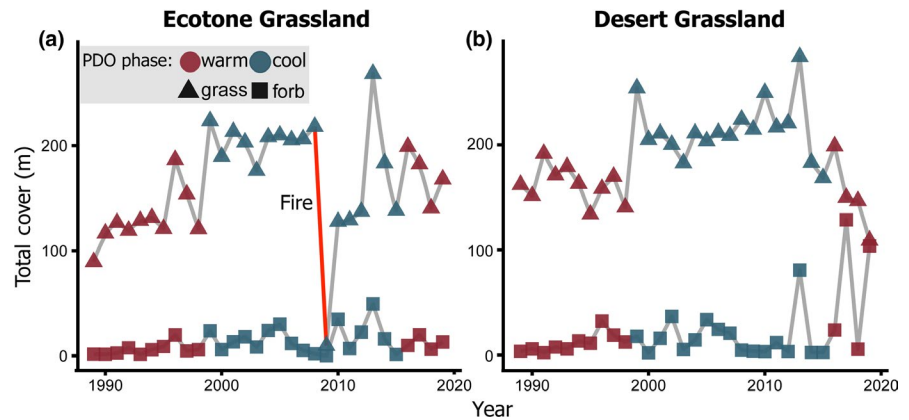 Ecotone Grassland
Desert Grassland
(a)
(b)
PDO phase: warm cool
grass forb
Fire
Total cover (m)
200
100
0
200
100
0
1990 2000 2010 2020
1990 2000 2010 2020
Year